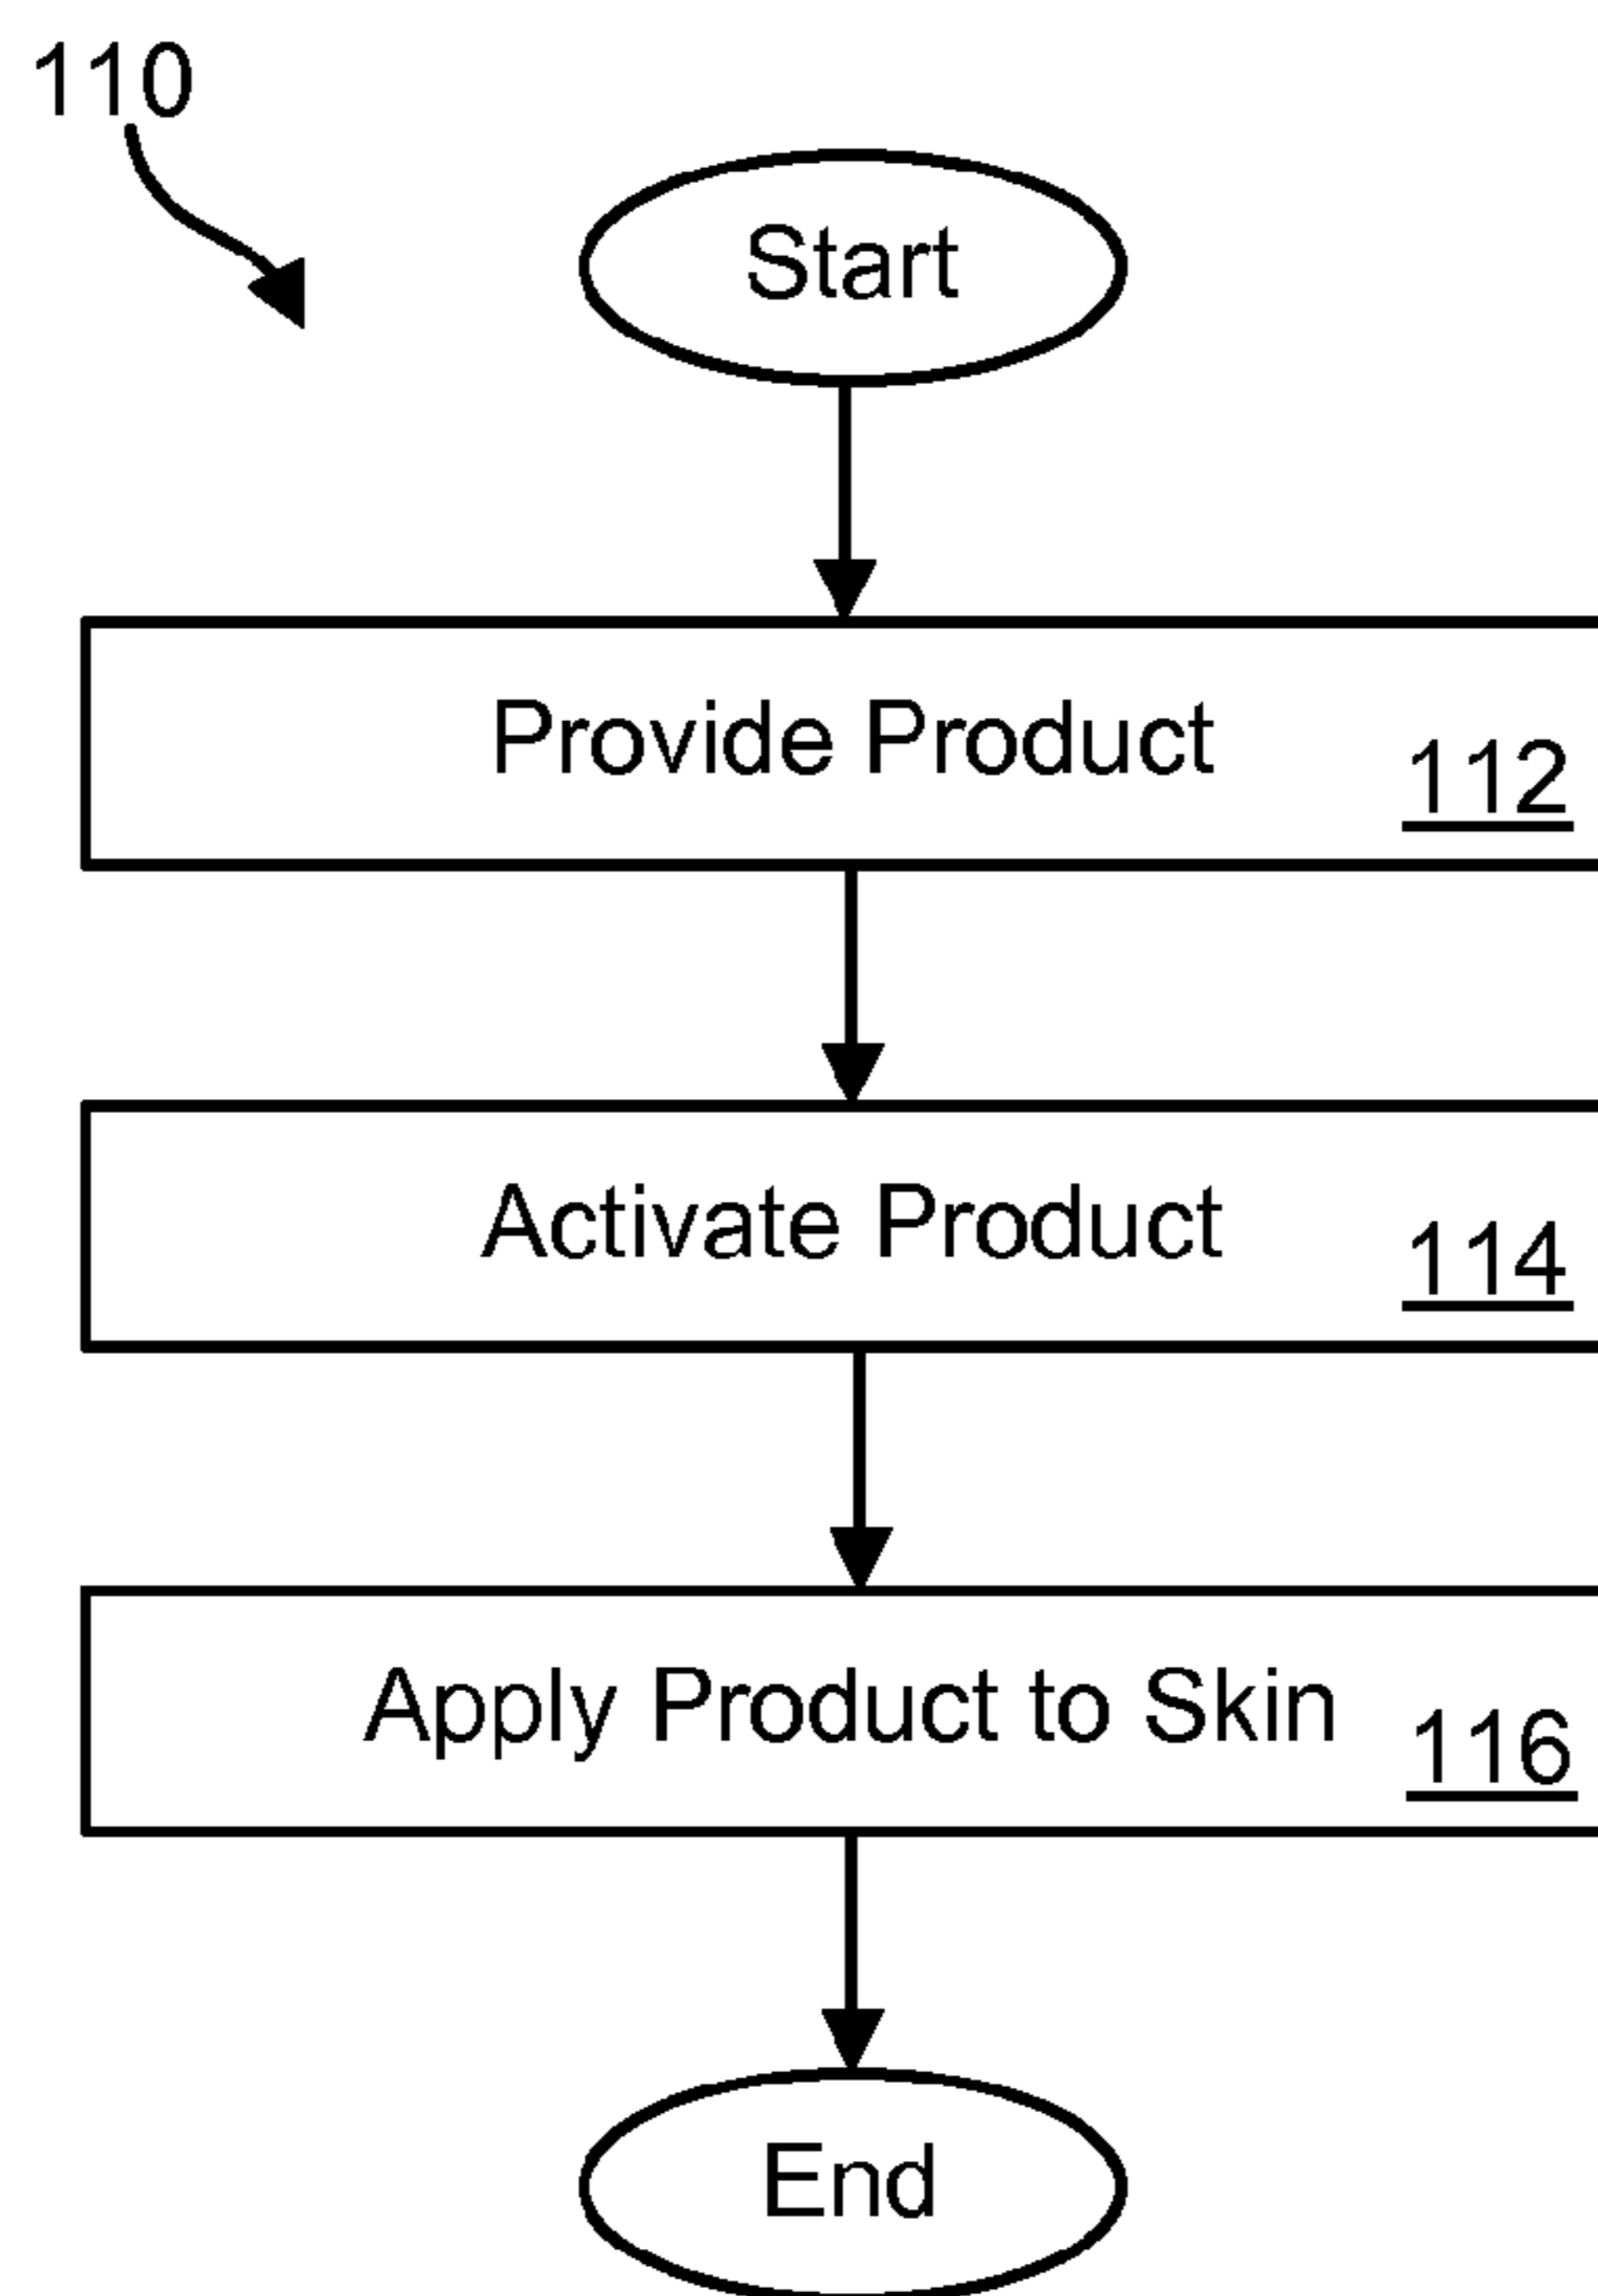 110
Start
Provide Product
112
Activate Product
114
Apply Product to Skin
116
End